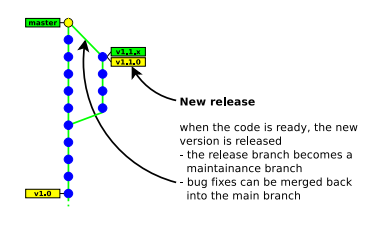 master
v1.1.x
v1.1.0
New release
when the code is ready, the new
version is released
- the release branch becomes a
maintainance branch
- bug fixes can be merged back
into the main branch
v1.0